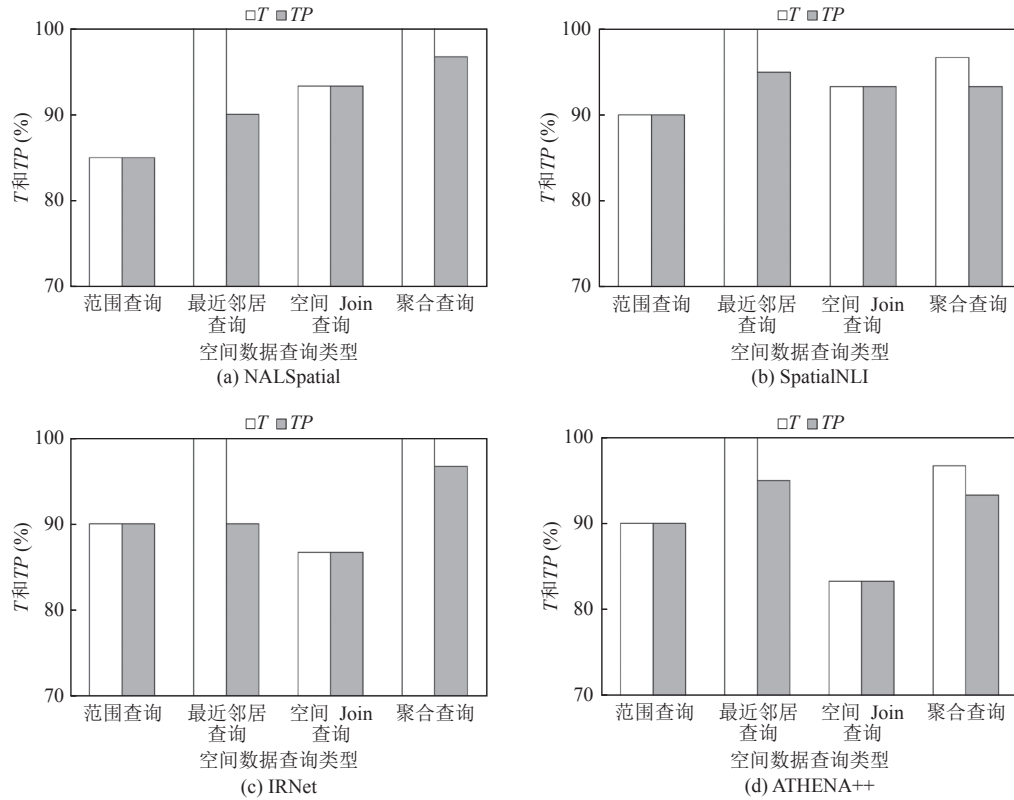 □T ■TP
100
90
80
70
T和TP (%)
范围查询 最近邻居 空间 Join 聚合查询
查询 查询
空间数据查询类型
(a) NALSpatial
□T ■TP
100
90
80
70
T和TP (%)
范围查询 最近邻居 空间 Join 聚合查询
查询 查询
空间数据查询类型
(b) SpatialNLI
□T ■TP
100
90
80
70
T和TP (%)
范围查询 最近邻居 空间 Join 聚合查询
查询 查询
空间数据查询类型
(c) IRNet
□T ■TP
100
90
80
70
T和TP (%)
范围查询 最近邻居 空间 Join 聚合查询
查询 查询
空间数据查询类型
(d) ATHENA++